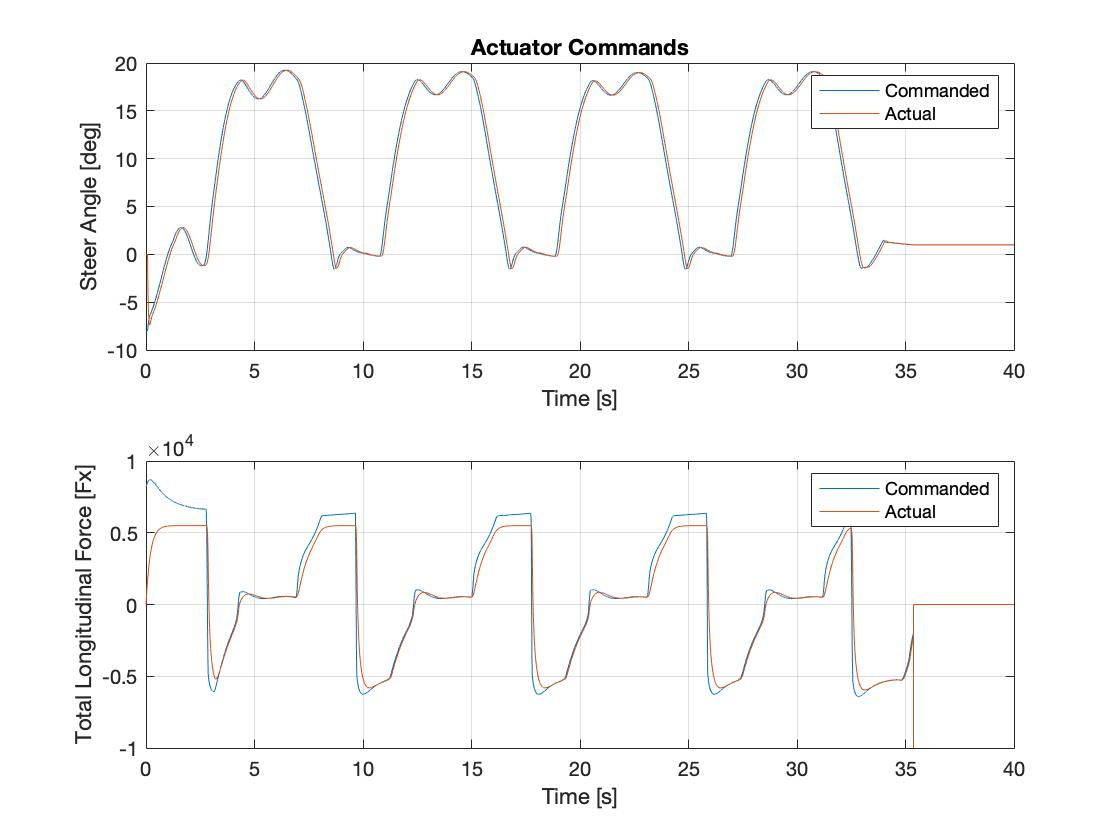 Actuator Commands
20
15
10
5
0
-5
-10
Steer Angle [deg]
Commanded
Actual
0 5 10 15 20 25 30 35 40
Time [s]
×10^4
1
0.5
0
-0.5
-1
Total Longitudinal Force [Fx]
Commanded
Actual
0 5 10 15 20 25 30 35 40
Time [s]